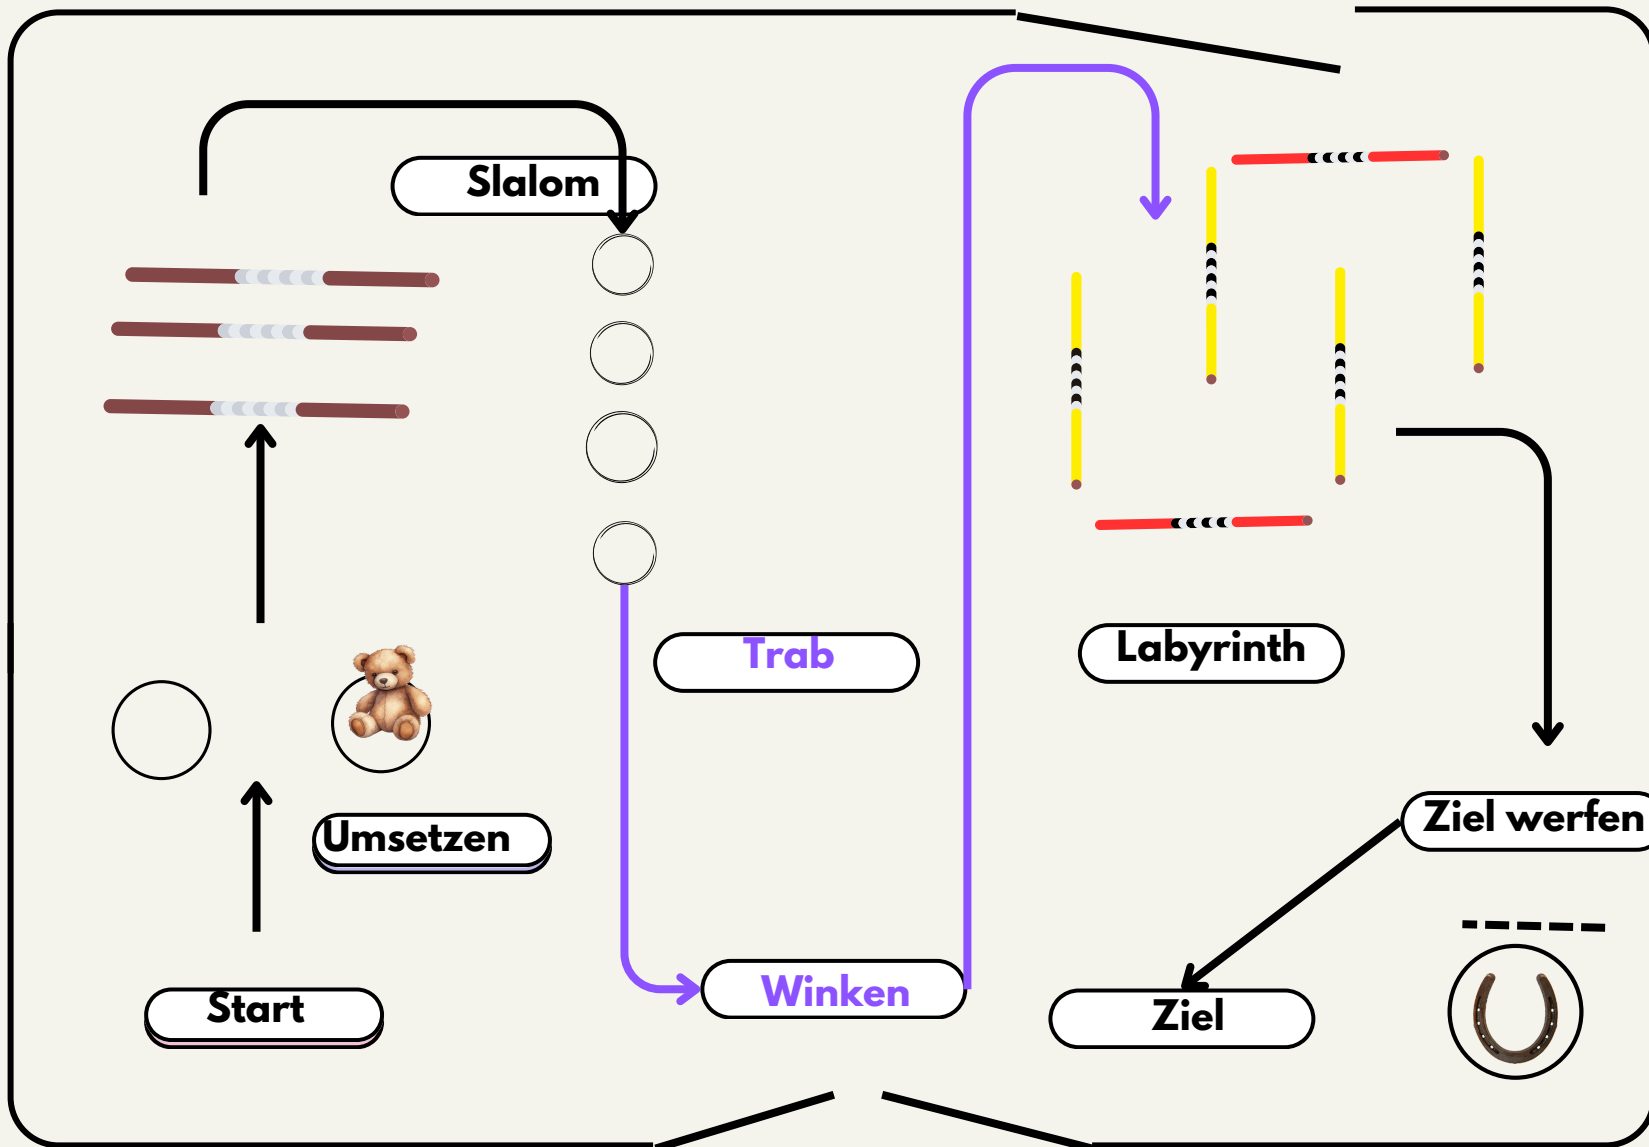 Slalom
Trab
Labyrinth
Umsetzen
Ziel werfen
Start
Winken
Ziel